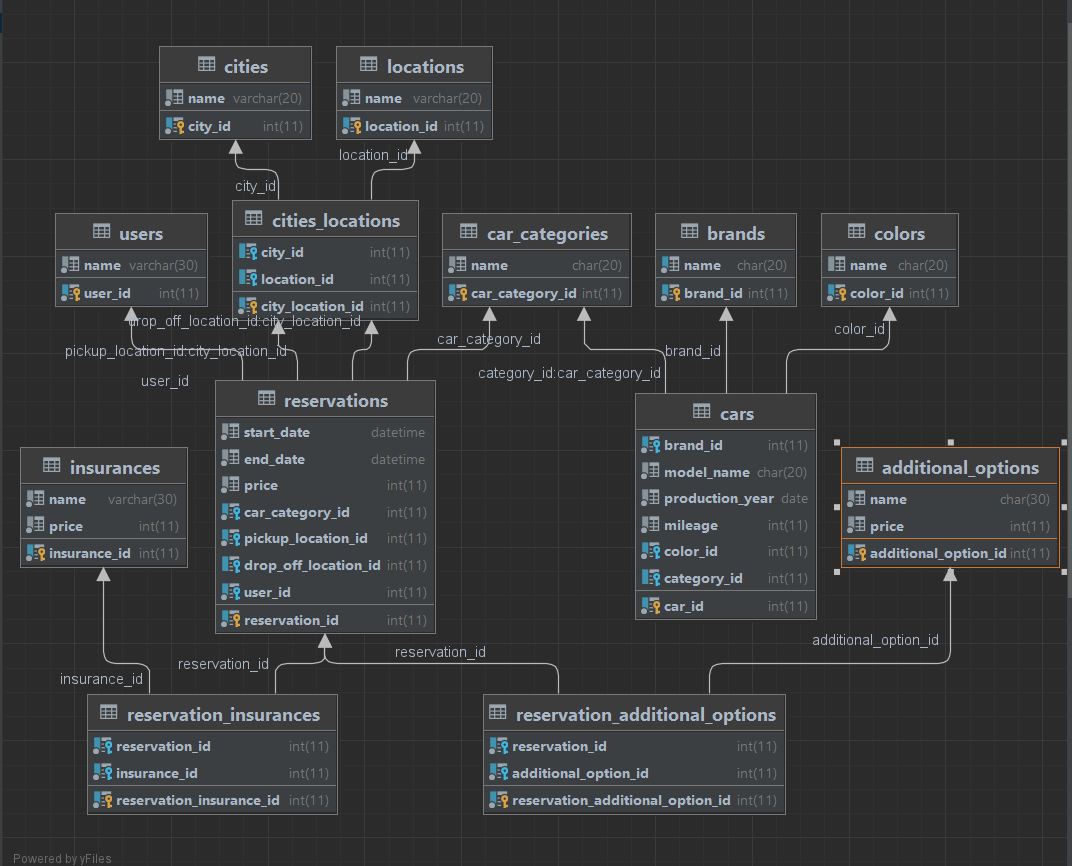 cities
name varchar(20)
city_id int(11)
locations
name varchar(20)
location_id int(11)
location_id
city_id
users
name varchar(30)
user_id int(11)
cities_locations
city_id int(11)
location_id int(11)
city_location_id int(11)
car_categories
name char(20)
car_category_id int(11)
brands
name char(20)
brand_id int(11)
colors
name char(20)
color_id int(11)
drop_off_location_id:city_location_id
pickup_location_id:city_location_id
user_id
car_category_id
category_id:car_category_id
brand_id
color_id
reservations
start_date datetime
end_date datetime
price int(11)
car_category_id int(11)
pickup_location_id int(11)
drop_off_location_id int(11)
user_id int(11)
reservation_id int(11)
cars
brand_id int(11)
model_name char(20)
production_year date
mileage int(11)
color_id int(11)
category_id int(11)
car_id int(11)
insurances
name varchar(30)
price int(11)
insurance_id int(11)
additional_options
name char(30)
price int(11)
additional_option_id int(11)
insurance_id
reservation_id
reservation_id
additional_option_id
reservation_insurances
reservation_id int(11)
insurance_id int(11)
reservation_insurance_id int(11)
reservation_additional_options
reservation_id int(11)
additional_option_id int(11)
reservation_additional_option_id int(11)
Powered by yFiles